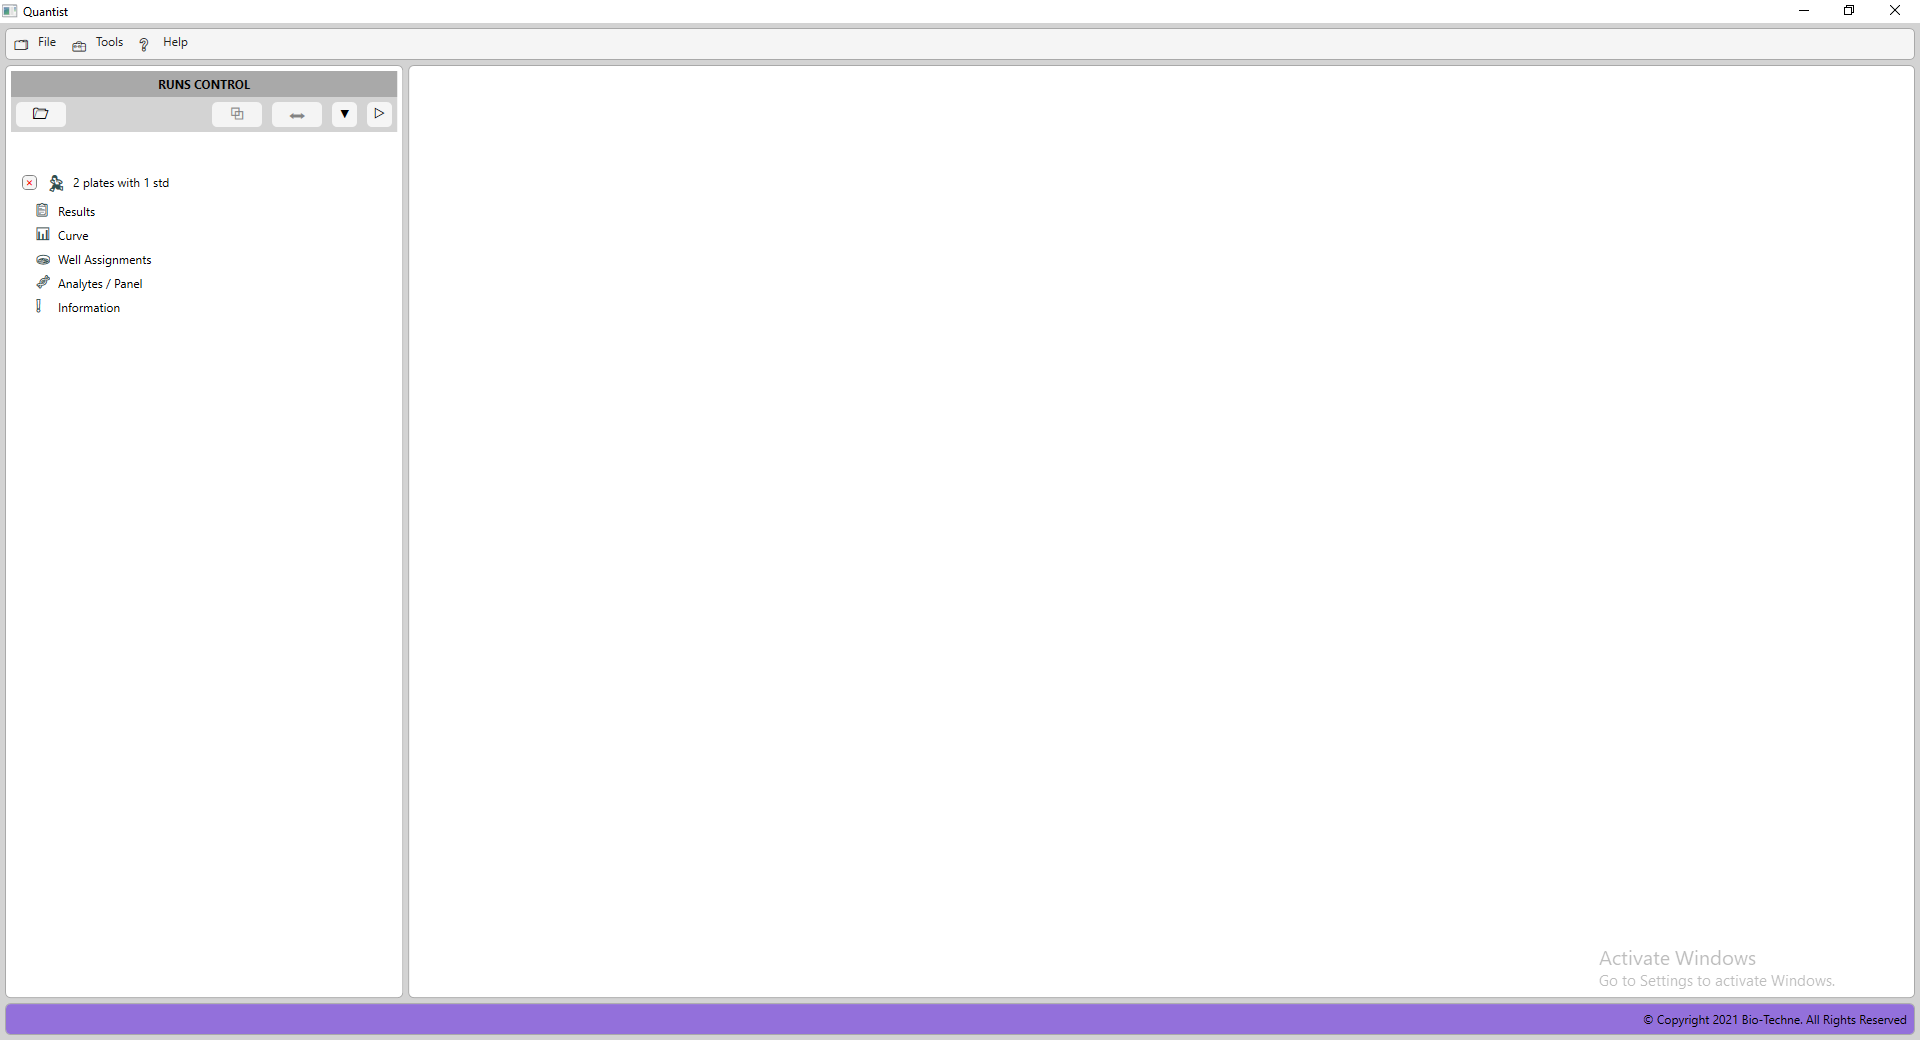 Quantist
File Tools Help
RUNS CONTROL
2 plates with 1 std
Results
Curve
Well Assignments
Analytes / Panel
Information
Activate Windows
Go to Settings to activate Windows.
© Copyright 2021 Bio-Techne. All Rights Reserved